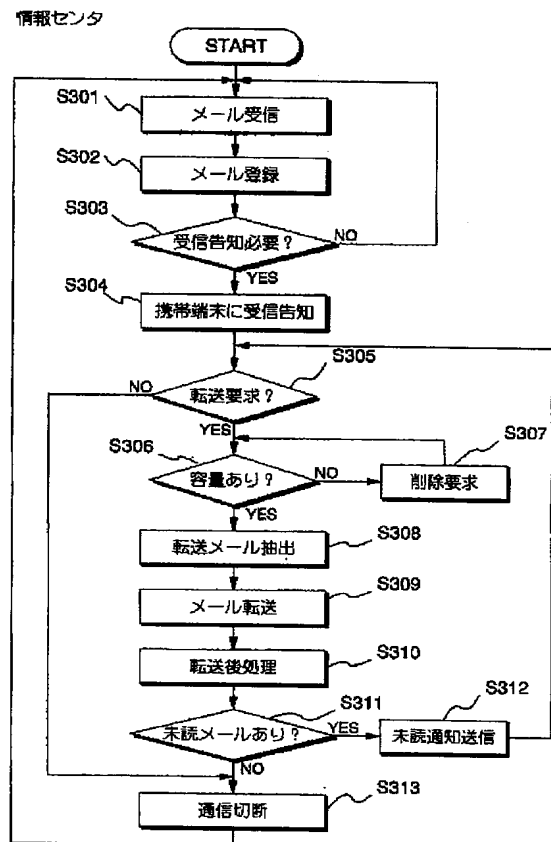 情報センタ
START
S301
メール受信
S302
メール登録
S303
受信告知必要?
NO
YES
S304
携帯端末に受信告知
S305
転送要求?
NO
YES
S306
容量あり?
NO
YES
S307
削除要求
S308
転送メール抽出
S309
メール転送
S310
転送後処理
S311
未読メールあり?
YES
NO
S312
未読通知送信
S313
通信切断